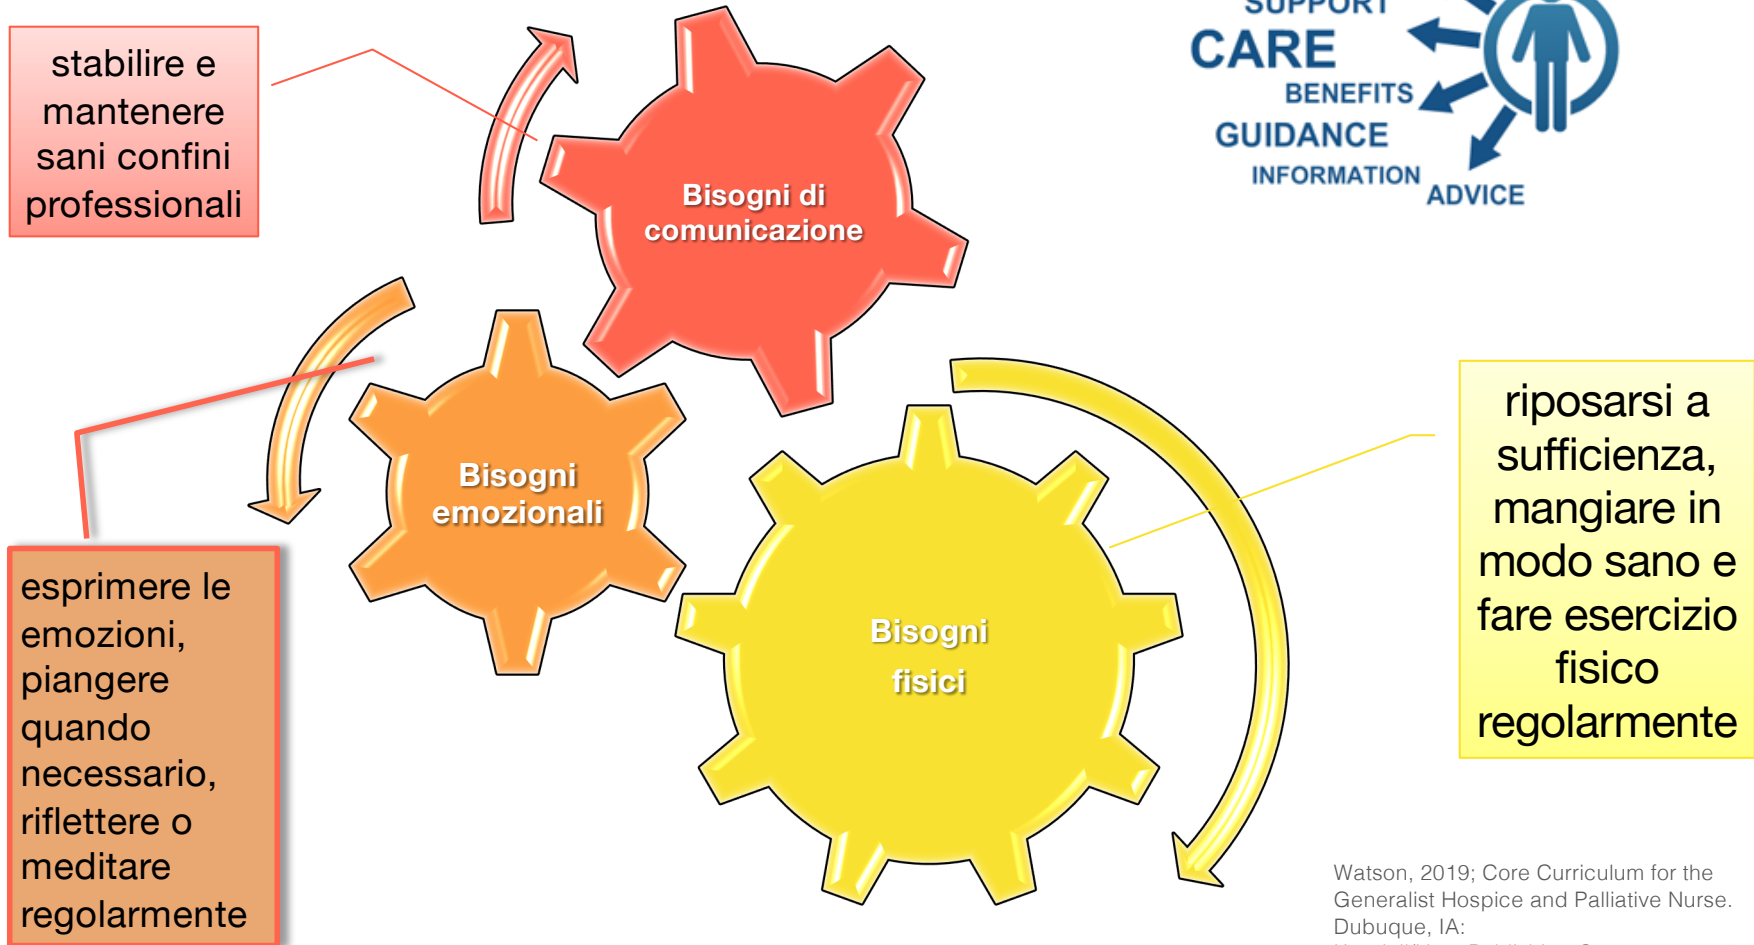 stabilire e
mantenere
sani confini
professionali
SUPPORT
CARE
BENEFITS
GUIDANCE
INFORMATION
ADVICE
Bisogni di
comunicazione
Bisogni
emozionali
Bisogni
fisici
esprimere le
emozioni,
piangere
quando
necessario,
riflettere o
meditare
regolarmente
riposarsi a
sufficienza,
mangiare in
modo sano e
fare esercizio
fisico
regolarmente
Watson, 2019; Core Curriculum for the
Generalist Hospice and Palliative Nurse.
Dubuque, IA: